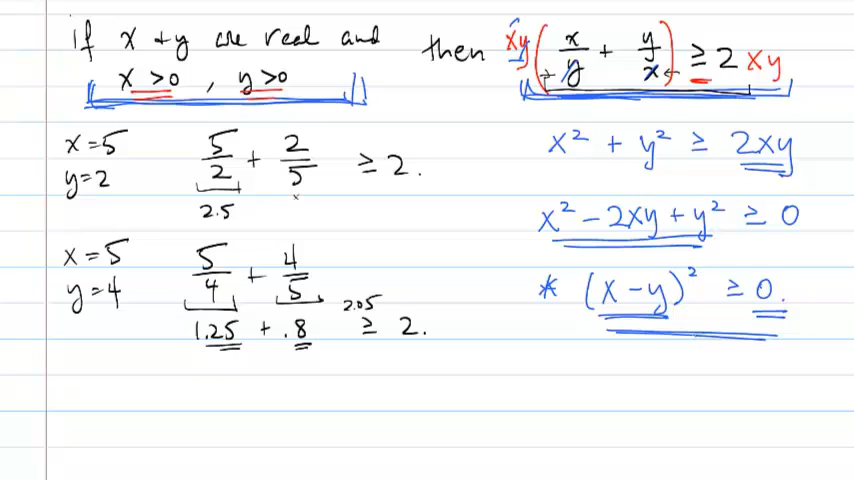 if x + y are real and then xy ( x/y + y/x ) ≥ 2 xy
x > 0 , y > 0
x = 5
y = 2
5/2 + 2/5 ≥ 2.
2.5
x = 5
y = 4
5/4 + 4/5
2.05
1.25 + .8 ≥ 2.
x² + y² ≥ 2xy
x² - 2xy + y² ≥ 0
* (x - y)² ≥ 0.